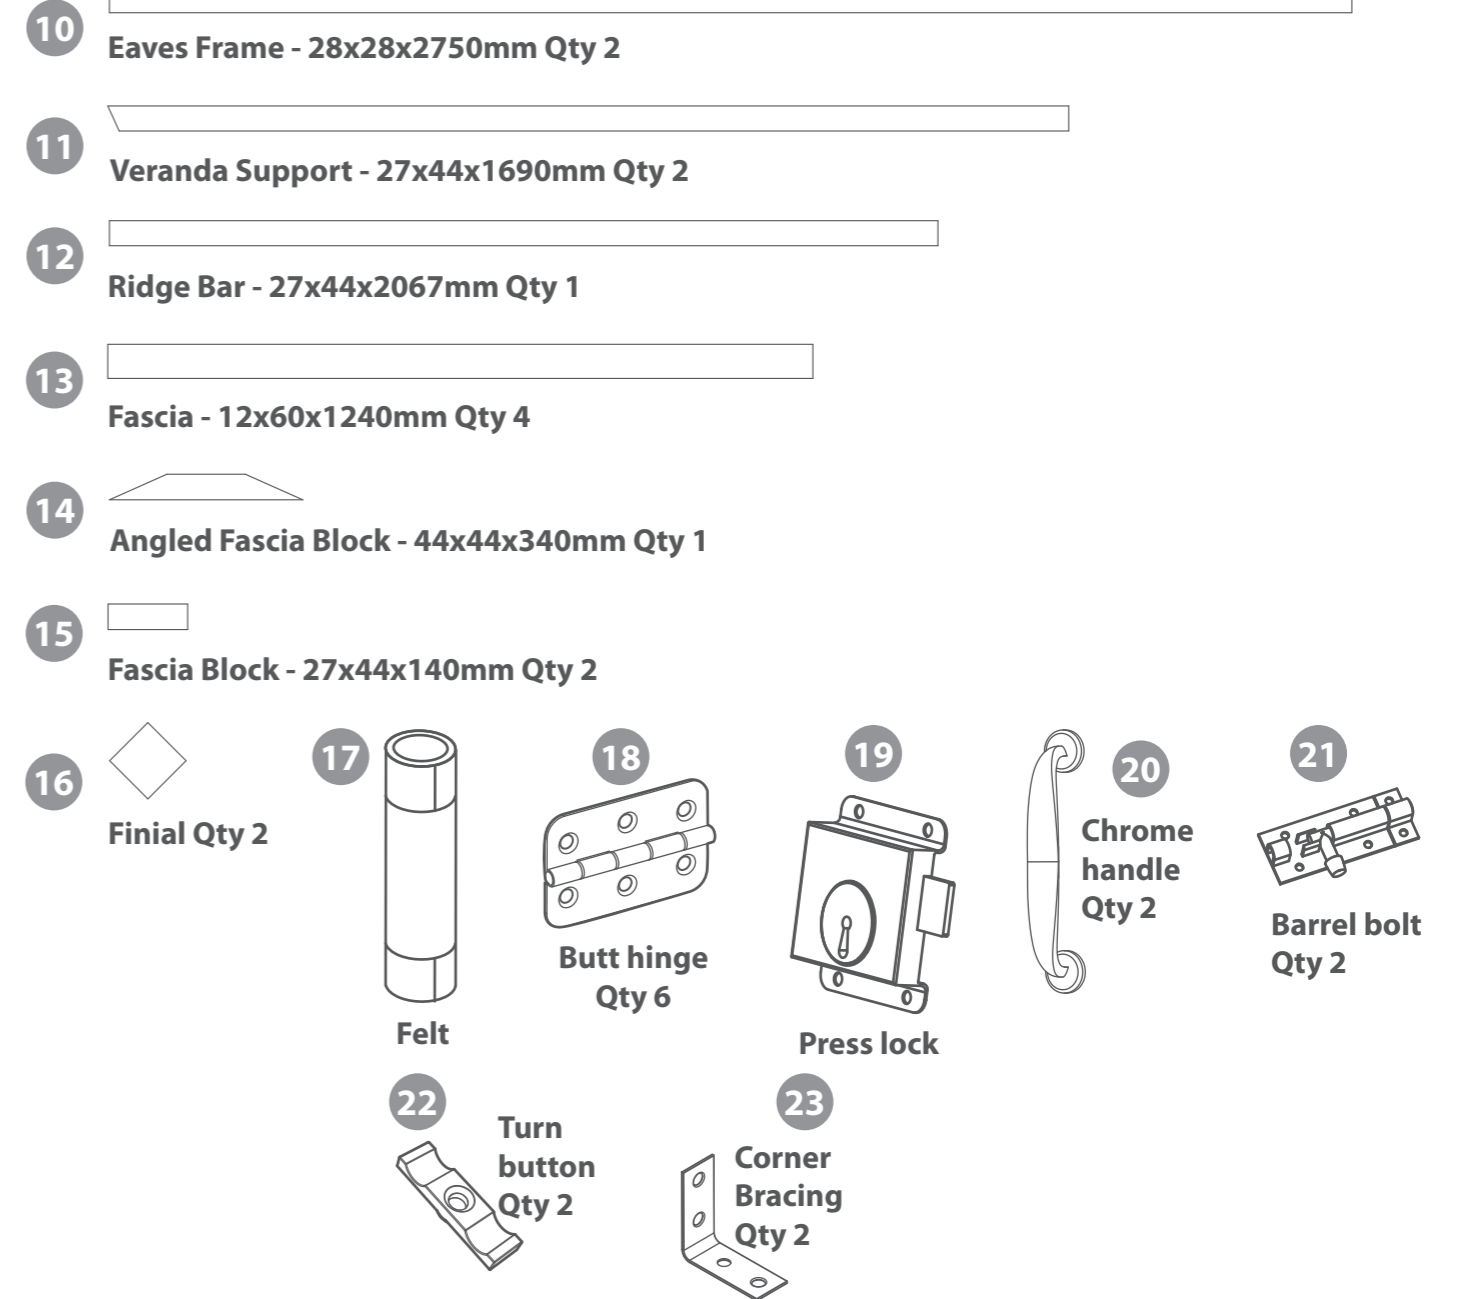 10
Eaves Frame - 28x28x2750mm Qty 2
11
Veranda Support - 27x44x1690mm Qty 2
12
Ridge Bar - 27x44x2067mm Qty 1
13
Fascia - 12x60x1240mm Qty 4
14
Angled Fascia Block - 44x44x340mm Qty 1
15
Fascia Block - 27x44x140mm Qty 2
16
Finial Qty 2
17
Felt
18
Butt hinge
Qty 6
19
Press lock
20
Chrome
handle
Qty 2
21
Barrel bolt
Qty 2
22
Turn
button
Qty 2
23
Corner
Bracing
Qty 2